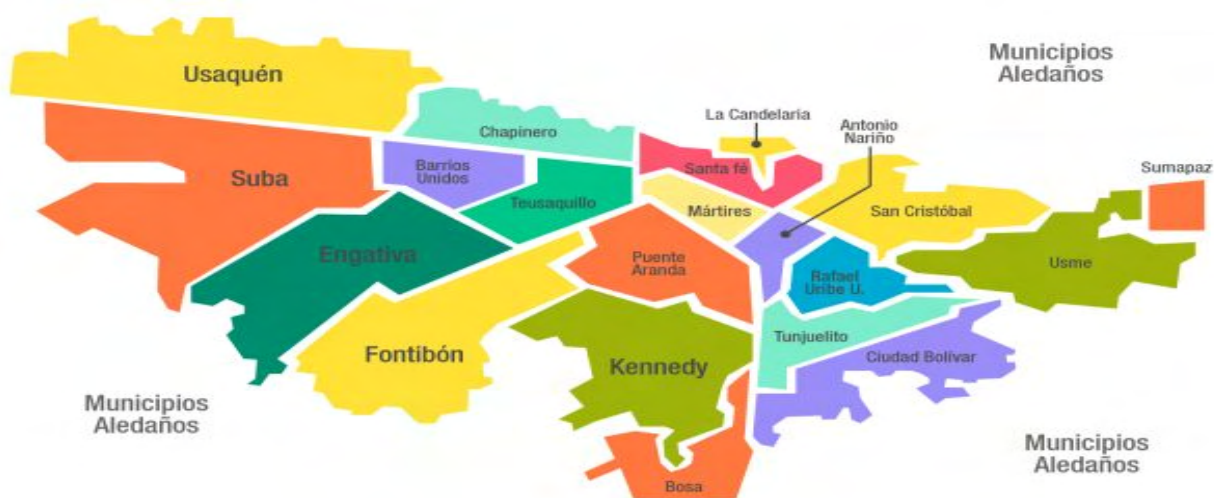 Usaquén
Municipios
Aledaños
La Candelaria
Antonio
Nariño
Chapinero
Barrios
Unidos
Santa fé
Sumapaz
Suba
Teusaquillo
Mártires
San Cristóbal
Engativa
Puente
Aranda
Rafael
Uribe U.
Usme
Fontibón
Kennedy
Tunjuelito
Ciudad Bolívar
Municipios
Aledaños
Municipios
Aledaños
Bosa